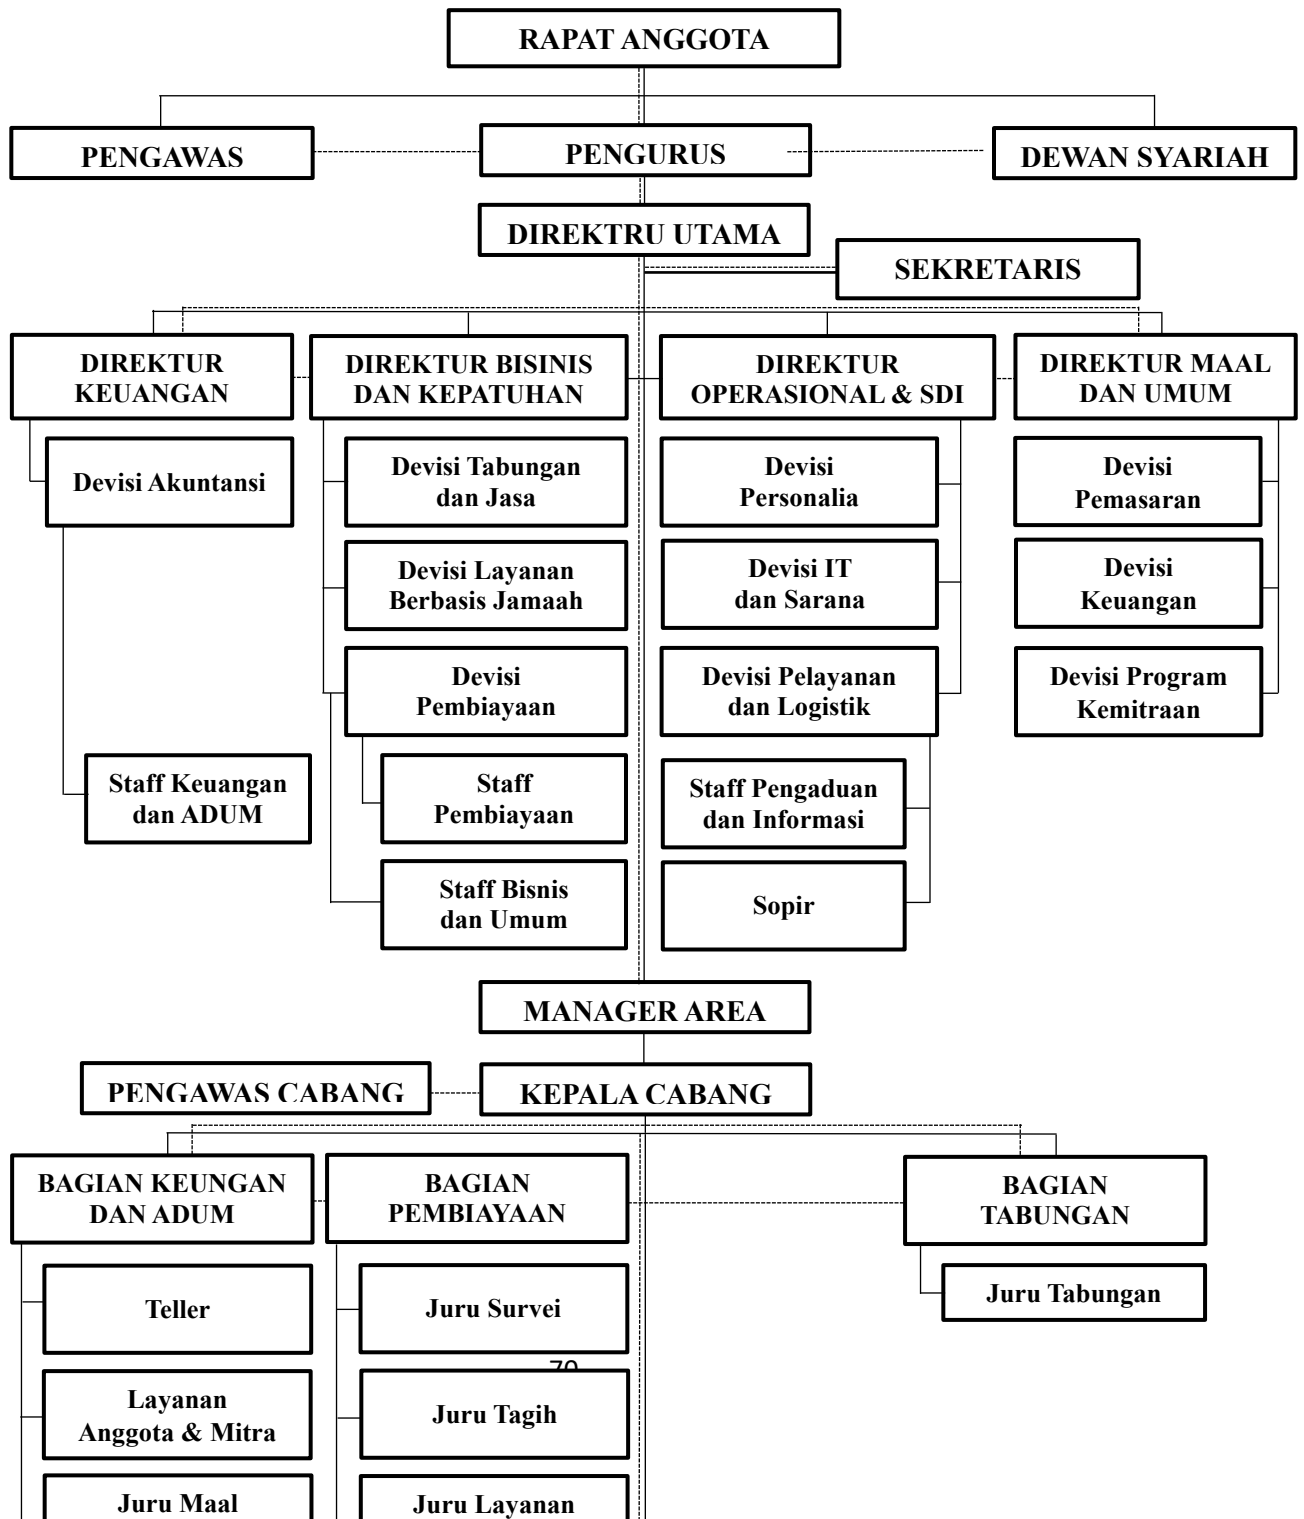 RAPAT ANGGOTA
PENGAWAS
PENGURUS
DEWAN SYARIAH
DIREKTRU UTAMA
SEKRETARIS
DIREKTUR
KEUANGAN
DIREKTUR BISINIS
DAN KEPATUHAN
DIREKTUR
OPERASIONAL & SDI
DIREKTUR MAAL
DAN UMUM
Devisi Akuntansi
Devisi Tabungan
dan Jasa
Devisi
Personalia
Devisi
Pemasaran
Devisi Layanan
Berbasis Jamaah
Devisi IT
dan Sarana
Devisi
Keuangan
Devisi
Pembiayaan
Devisi Pelayanan
dan Logistik
Devisi Program
Kemitraan
Staff Keuangan
dan ADUM
Staff
Pembiayaan
Staff Pengaduan
dan Informasi
Staff Bisnis
dan Umum
Sopir
MANAGER AREA
PENGAWAS CABANG
KEPALA CABANG
BAGIAN KEUNGAN
DAN ADUM
BAGIAN
PEMBIAYAAN
BAGIAN
TABUNGAN
Teller
Juru Survei
Juru Tabungan
Layanan
Anggota & Mitra
Juru Tagih
Juru Maal
Juru Layanan